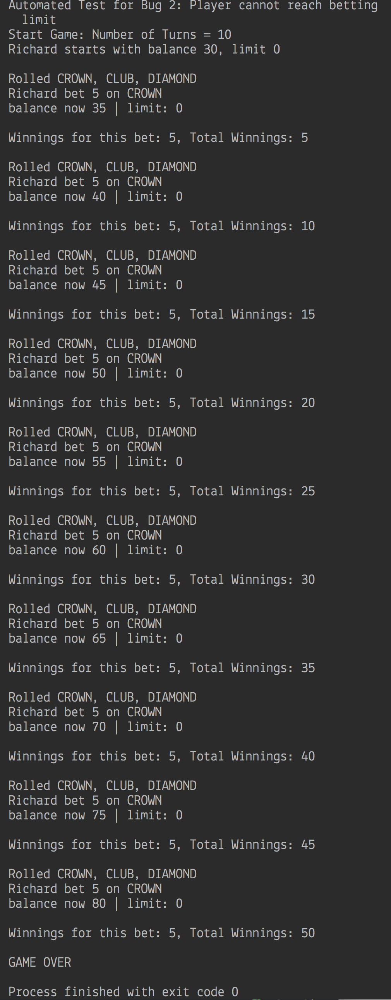 Automated Test for Bug 2: Player cannot reach betting
limit
Start Game: Number of Turns = 10
Richard starts with balance 30, limit 0
Rolled CROWN, CLUB, DIAMOND
Richard bet 5 on CROWN
balance now 35 | limit: 0
Winnings for this bet: 5, Total Winnings: 5
Rolled CROWN, CLUB, DIAMOND
Richard bet 5 on CROWN
balance now 40 | limit: 0
Winnings for this bet: 5, Total Winnings: 10
Rolled CROWN, CLUB, DIAMOND
Richard bet 5 on CROWN
balance now 45 | limit: 0
Winnings for this bet: 5, Total Winnings: 15
Rolled CROWN, CLUB, DIAMOND
Richard bet 5 on CROWN
balance now 50 | limit: 0
Winnings for this bet: 5, Total Winnings: 20
Rolled CROWN, CLUB, DIAMOND
Richard bet 5 on CROWN
balance now 55 | limit: 0
Winnings for this bet: 5, Total Winnings: 25
Rolled CROWN, CLUB, DIAMOND
Richard bet 5 on CROWN
balance now 60 | limit: 0
Winnings for this bet: 5, Total Winnings: 30
Rolled CROWN, CLUB, DIAMOND
Richard bet 5 on CROWN
balance now 65 | limit: 0
Winnings for this bet: 5, Total Winnings: 35
Rolled CROWN, CLUB, DIAMOND
Richard bet 5 on CROWN
balance now 70 | limit: 0
Winnings for this bet: 5, Total Winnings: 40
Rolled CROWN, CLUB, DIAMOND
Richard bet 5 on CROWN
balance now 75 | limit: 0
Winnings for this bet: 5, Total Winnings: 45
Rolled CROWN, CLUB, DIAMOND
Richard bet 5 on CROWN
balance now 80 | limit: 0
Winnings for this bet: 5, Total Winnings: 50
GAME OVER
Process finished with exit code 0